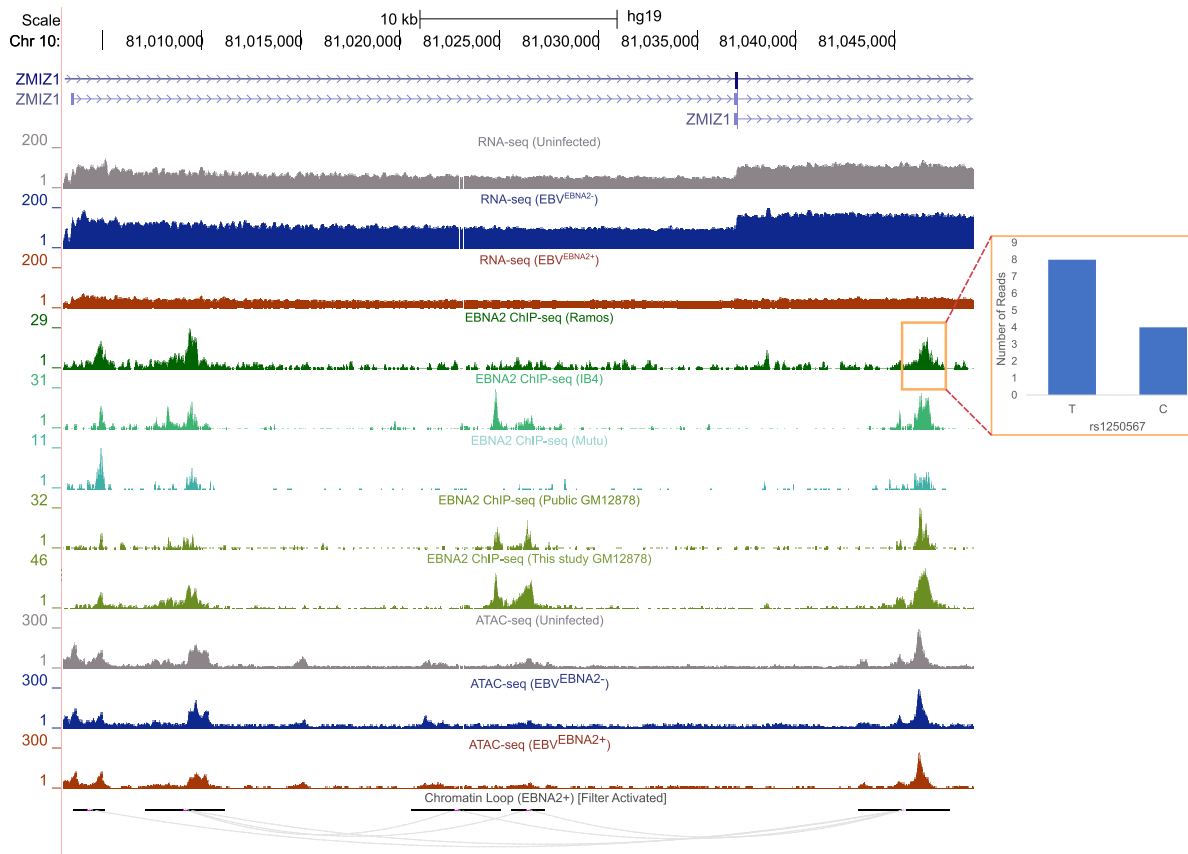 Scale 10 kb hg19
Chr 10: 81,010,000 81,015,000 81,020,000 81,025,000 81,030,000 81,035,000 81,040,000 81,045,000
ZMIZ1
ZMIZ1
ZMIZ1
RNA-seq (Uninfected)
200
1
RNA-seq (EBVEBNA2-)
200
1
RNA-seq (EBVEBNA2+)
200
1
EBNA2 ChIP-seq (Ramos)
29
1
EBNA2 ChIP-seq (IB4)
31
1
EBNA2 ChIP-seq (Mutu)
11
1
EBNA2 ChIP-seq (Public GM12878)
32
1
EBNA2 ChIP-seq (This study GM12878)
46
1
ATAC-seq (Uninfected)
300
1
ATAC-seq (EBVEBNA2-)
300
1
ATAC-seq (EBVEBNA2+)
300
1
Chromatin Loop (EBNA2+) [Filter Activated]
Number of Reads
9
8
7
6
5
4
3
2
1
0
T C
rs1250567